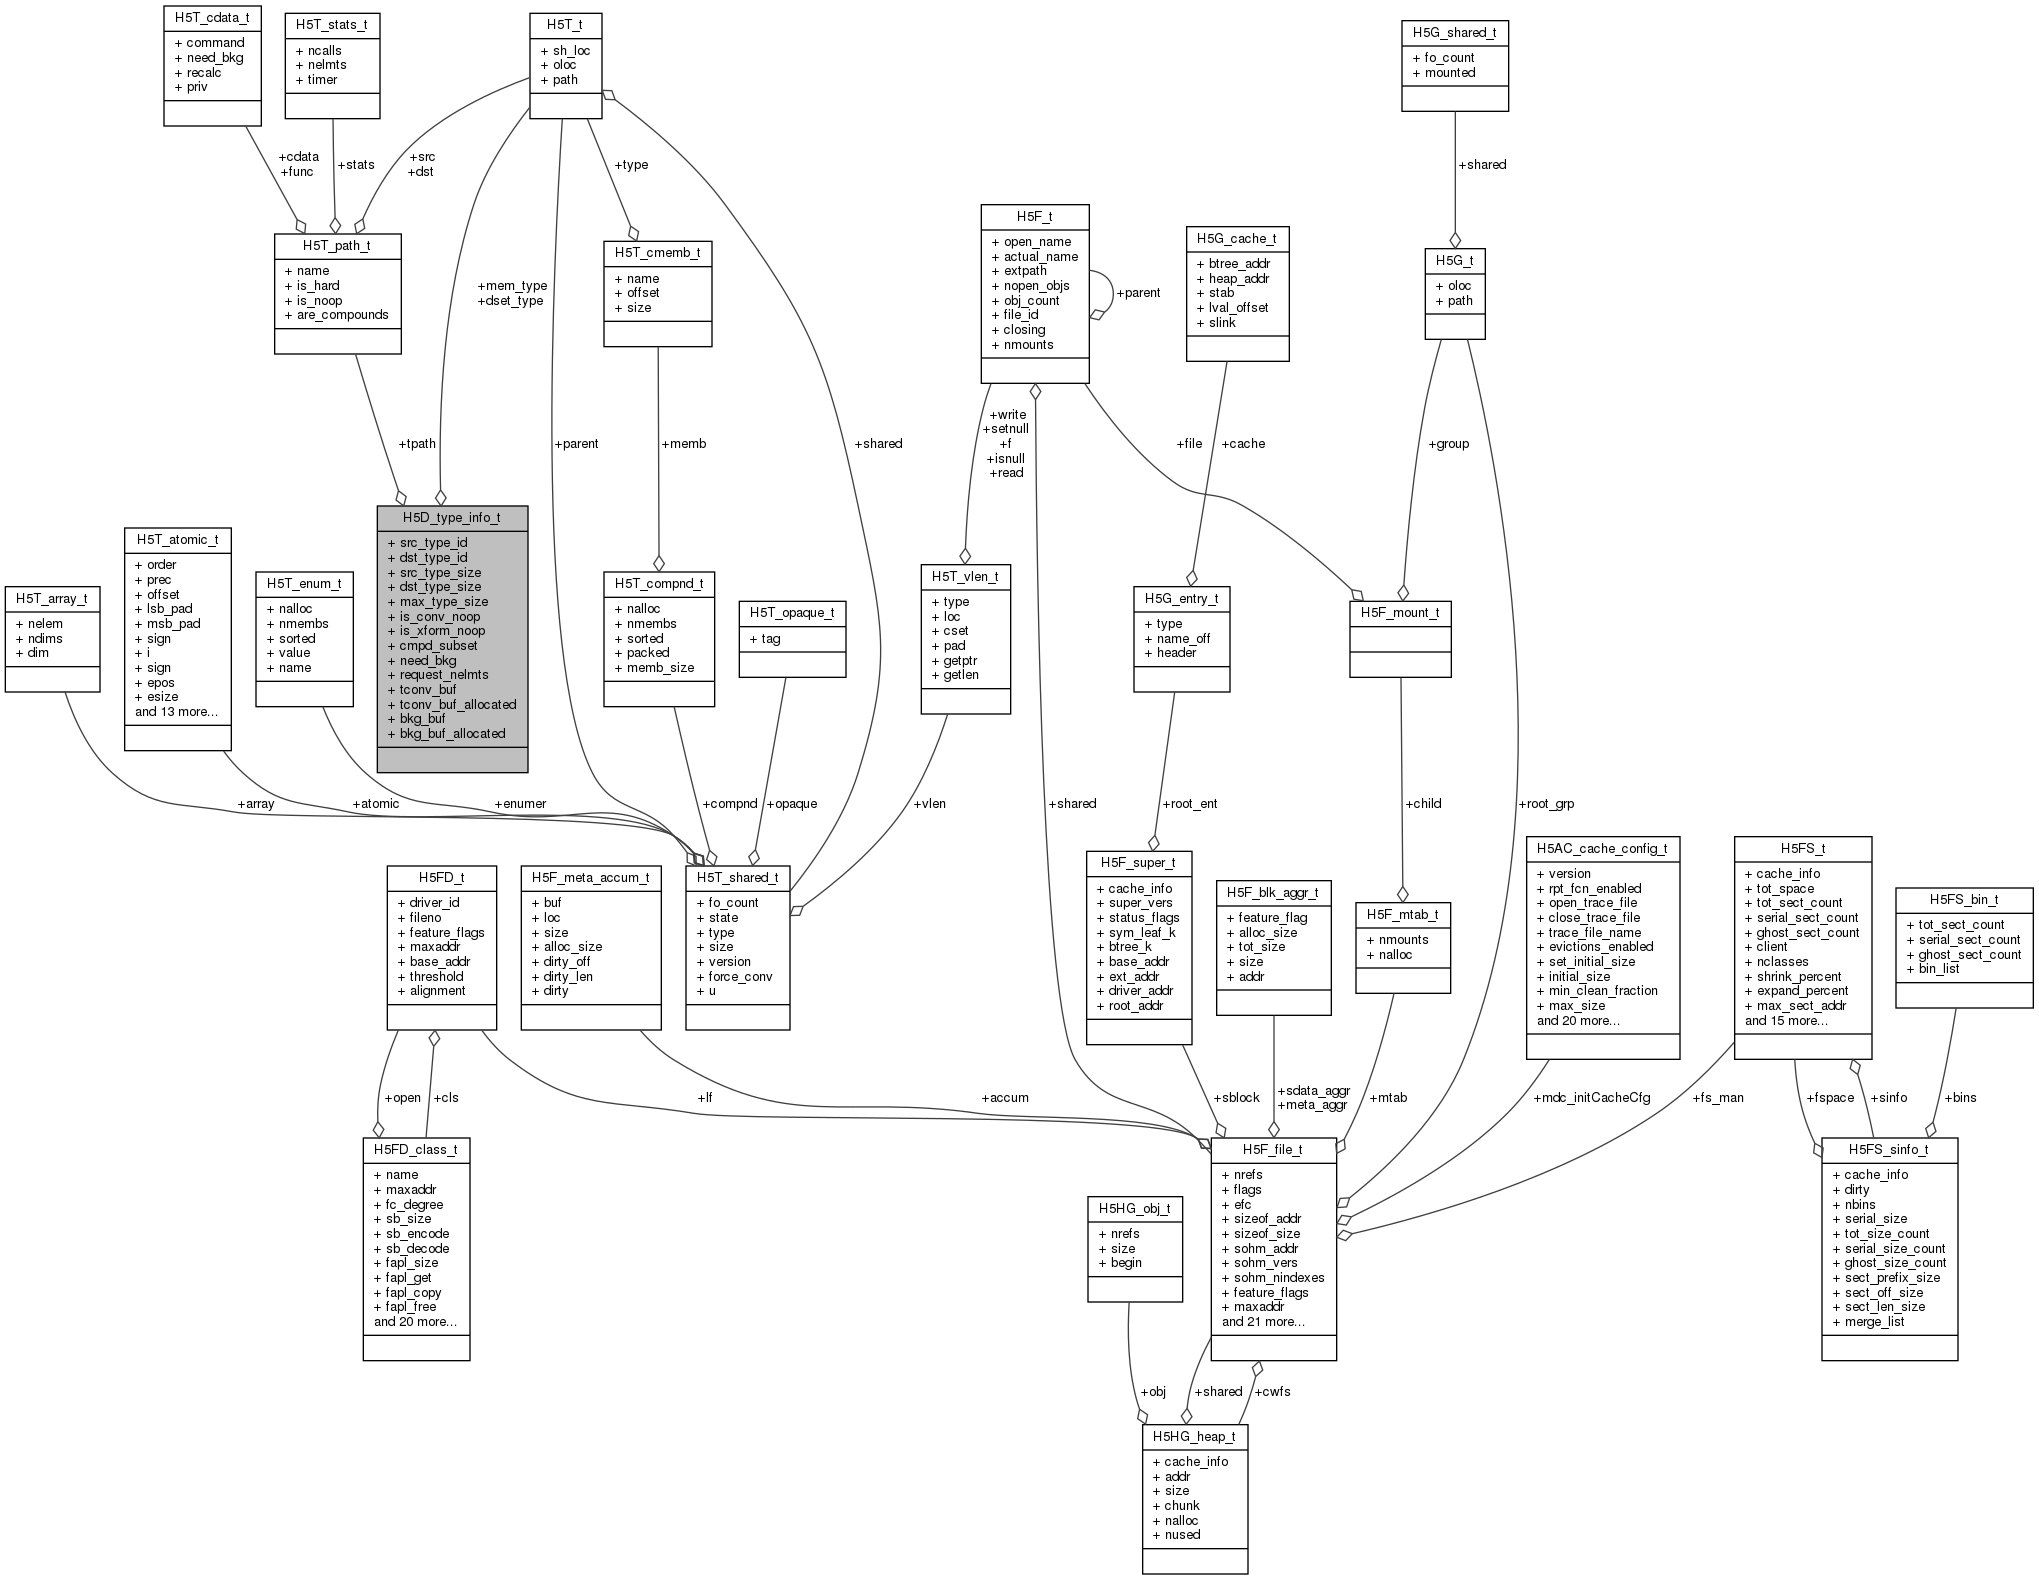 H5T_cdata_t
+ command
+ need_bkg
+ recalc
+ priv
H5T_stats_t
+ ncalls
+ nelmts
+ timer
H5T_t
+ sh_loc
+ oloc
+ path
H5G_shared_t
+ fo_count
+ mounted
+cdata
+func
+stats
+src
+dst
+type
+shared
H5T_path_t
+ name
+ is_hard
+ is_noop
+ are_compounds
+mem_type
+dset_type
H5T_cmemb_t
+ name
+ offset
+ size
H5F_t
+ open_name
+ actual_name
+ extpath
+ nopen_objs
+ obj_count
+ file_id
+ closing
+ nmounts
+parent
H5G_cache_t
+ btree_addr
+ heap_addr
+ stab
+ lval_offset
+ slink
H5G_t
+ oloc
+ path
+tpath
+parent
+memb
+shared
+write
+setnull
+f
+isnull
+read
+file
+cache
+group
H5T_array_t
+ nelem
+ ndims
+ dim
H5T_atomic_t
+ order
+ prec
+ offset
+ lsb_pad
+ msb_pad
+ sign
+ i
+ sign
+ epos
+ esize
and 13 more...
H5T_enum_t
+ nalloc
+ nmembs
+ sorted
+ value
+ name
H5D_type_info_t
+ src_type_id
+ dst_type_id
+ src_type_size
+ dst_type_size
+ max_type_size
+ is_conv_noop
+ is_xform_noop
+ cmpd_subset
+ need_bkg
+ request_nelmts
+ tconv_buf
+ tconv_buf_allocated
+ bkg_buf
+ bkg_buf_allocated
H5T_compnd_t
+ nalloc
+ nmembs
+ sorted
+ packed
+ memb_size
H5T_opaque_t
+ tag
H5T_vlen_t
+ type
+ loc
+ cset
+ pad
+ getptr
+ getlen
H5G_entry_t
+ type
+ name_off
+ header
H5F_mount_t
+array
+atomic
+enumer
+compnd
+opaque
+vlen
+shared
+root_ent
+child
+root_grp
H5FD_t
+ driver_id
+ fileno
+ feature_flags
+ maxaddr
+ base_addr
+ threshold
+ alignment
H5F_meta_accum_t
+ buf
+ loc
+ size
+ alloc_size
+ dirty_off
+ dirty_len
+ dirty
H5T_shared_t
+ fo_count
+ state
+ type
+ size
+ version
+ force_conv
+ u
H5F_super_t
+ cache_info
+ super_vers
+ status_flags
+ sym_leaf_k
+ btree_k
+ base_addr
+ ext_addr
+ driver_addr
+ root_addr
H5F_blk_aggr_t
+ feature_flag
+ alloc_size
+ tot_size
+ size
+ addr
H5F_mtab_t
+ nmounts
+ nalloc
H5AC_cache_config_t
+ version
+ rpt_fcn_enabled
+ open_trace_file
+ close_trace_file
+ trace_file_name
+ evictions_enabled
+ set_initial_size
+ initial_size
+ min_clean_fraction
+ max_size
and 20 more...
H5FS_t
+ cache_info
+ tot_space
+ tot_sect_count
+ serial_sect_count
+ ghost_sect_count
+ client
+ nclasses
+ shrink_percent
+ expand_percent
+ max_sect_addr
and 15 more...
H5FS_bin_t
+ tot_sect_count
+ serial_sect_count
+ ghost_sect_count
+ bin_list
+open
+cls
+lf
+accum
+sblock
+sdata_aggr
+meta_aggr
+mtab
+mdc_initCacheCfg
+fs_man
+fspace
+sinfo
+bins
H5FD_class_t
+ name
+ maxaddr
+ fc_degree
+ sb_size
+ sb_encode
+ sb_decode
+ fapl_size
+ fapl_get
+ fapl_copy
+ fapl_free
and 20 more...
H5HG_obj_t
+ nrefs
+ size
+ begin
H5F_file_t
+ nrefs
+ flags
+ efc
+ sizeof_addr
+ sizeof_size
+ sohm_addr
+ sohm_vers
+ sohm_nindexes
+ feature_flags
+ maxaddr
and 21 more...
H5FS_sinfo_t
+ cache_info
+ dirty
+ nbins
+ serial_size
+ tot_size_count
+ serial_size_count
+ ghost_size_count
+ sect_prefix_size
+ sect_off_size
+ sect_len_size
+ merge_list
+obj
+shared
+cwfs
H5HG_heap_t
+ cache_info
+ addr
+ size
+ chunk
+ nalloc
+ nused